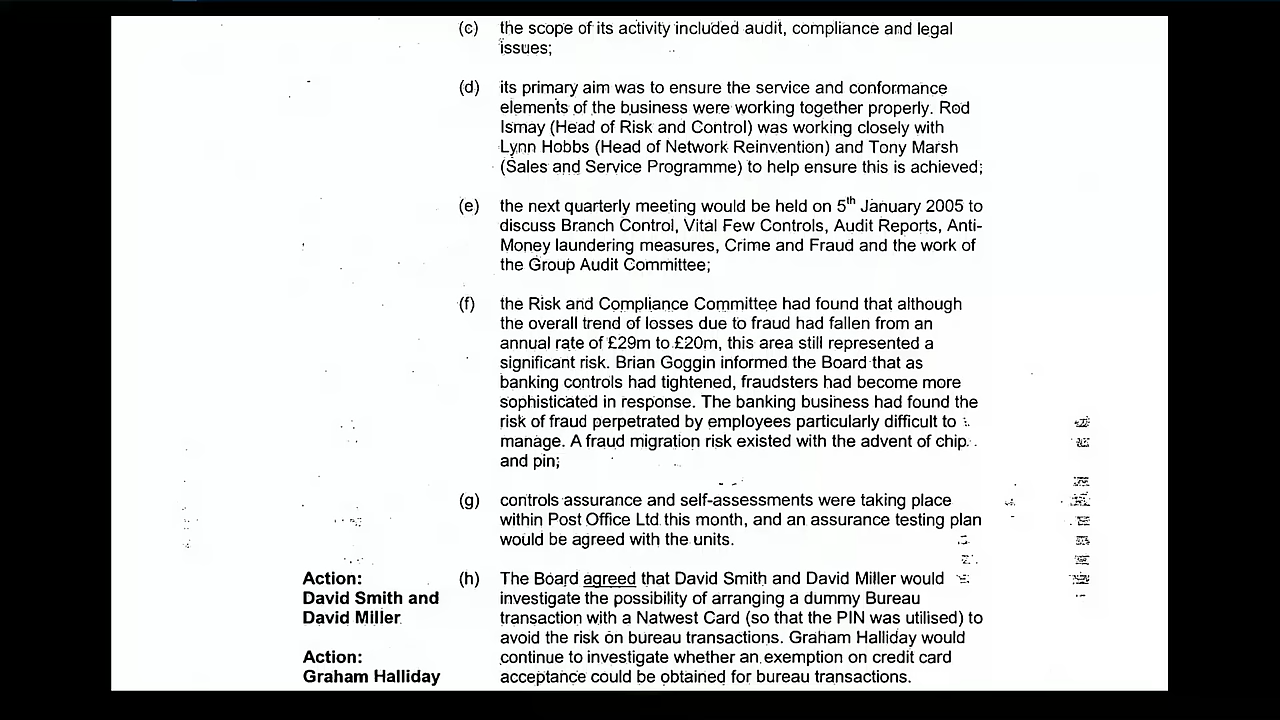 (c) the scope of its activity included audit, compliance and legal
issues;
(d) its primary aim was to ensure the service and conformance
elements of the business were working together properly. Rod
Ismay (Head of Risk and Control) was working closely with
Lynn Hobbs (Head of Network Reinvention) and Tony Marsh
(Sales and Service Programme) to help ensure this is achieved;
(e) the next quarterly meeting would be held on 5th January 2005 to
discuss Branch Control, Vital Few Controls, Audit Reports, Anti-
Money laundering measures, Crime and Fraud and the work of
the Group Audit Committee;
(f) the Risk and Compliance Committee had found that although
the overall trend of losses due to fraud had fallen from an
annual rate of £29m to £20m, this area still represented a
significant risk. Brian Goggin informed the Board that as
banking controls had tightened, fraudsters had become more
sophisticated in response. The banking business had found the
risk of fraud perpetrated by employees particularly difficult to
manage. A fraud migration risk existed with the advent of chip
and pin;
(g) controls assurance and self-assessments were taking place
within Post Office Ltd this month, and an assurance testing plan
would be agreed with the units.
Action: (h) The Board agreed that David Smith and David Miller would
David Smith and investigate the possibility of arranging a dummy Bureau
David Miller transaction with a Natwest Card (so that the PIN was utilised) to
avoid the risk on bureau transactions. Graham Halliday would
Action: continue to investigate whether an exemption on credit card
Graham Halliday acceptance could be obtained for bureau transactions.